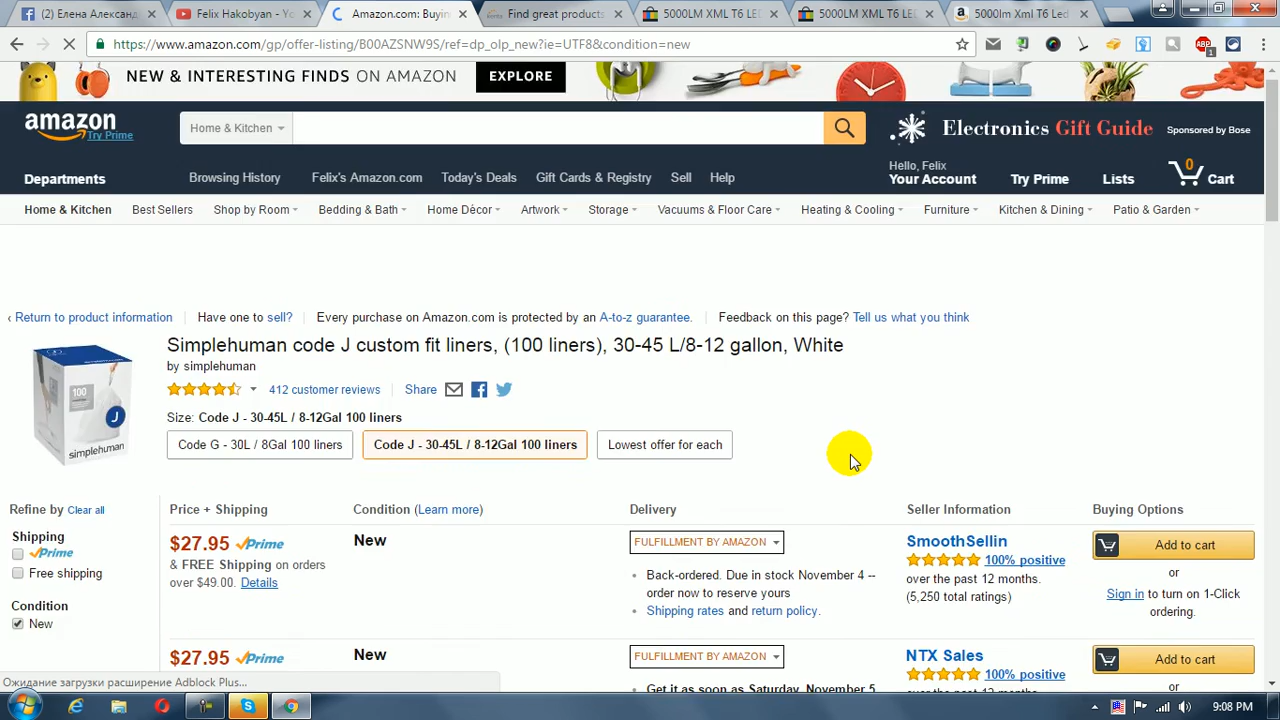 (2) Елена Александ
Felix Hakobyan - Yo
Amazon.com: Buyin
Find great products
5000LM XML T6 LE
5000LM XML T6 LE
5000lm Xml T6 Led
https://www.amazon.com/gp/offer-listing/B00AZSNW9S/ref=dp_olp_new?ie=UTF8&condition=new
ABP
1
NEW & INTERESTING FINDS ON AMAZON EXPLORE
amazon
Try Prime
Home & Kitchen
Electronics Gift Guide
Sponsored by Bose
Departments
Browsing History
Felix's Amazon.com
Today's Deals
Gift Cards & Registry
Sell
Help
Hello, Felix
Your Account
Try Prime
Lists
0
Cart
Home & Kitchen
Best Sellers
Shop by Room
Bedding & Bath
Home Décor
Artwork
Storage
Vacuums & Floor Care
Heating & Cooling
Furniture
Kitchen & Dining
Patio & Garden
‹ Return to product information
Have one to sell?
Every purchase on Amazon.com is protected by an A-to-z guarantee.
Feedback on this page? Tell us what you think
Simplehuman code J custom fit liners, (100 liners), 30-45 L/8-12 gallon, White
by simplehuman
412 customer reviews
Share
Size: Code J - 30-45L / 8-12Gal 100 liners
Code G - 30L / 8Gal 100 liners
Code J - 30-45L / 8-12Gal 100 liners
Lowest offer for each
100
J
simplehuman
Refine by Clear all
Shipping
Prime
Free shipping
Condition
New
Price + Shipping
Condition (Learn more)
Delivery
Seller Information
Buying Options
$27.95 Prime
& FREE Shipping on orders
over $49.00. Details
New
FULFILLMENT BY AMAZON
Back-ordered. Due in stock November 4 --
order now to reserve yours
Shipping rates and return policy.
SmoothSellin
100% positive
over the past 12 months.
(5,250 total ratings)
Add to cart
or
Sign in to turn on 1-Click
ordering.
$27.95 Prime
New
FULFILLMENT BY AMAZON
Get it as soon as Saturday, November 5
NTX Sales
100% positive
over the past 12 months.
Add to cart
or
Ожидание загрузки расширение Adblock Plus...
9:08 PM